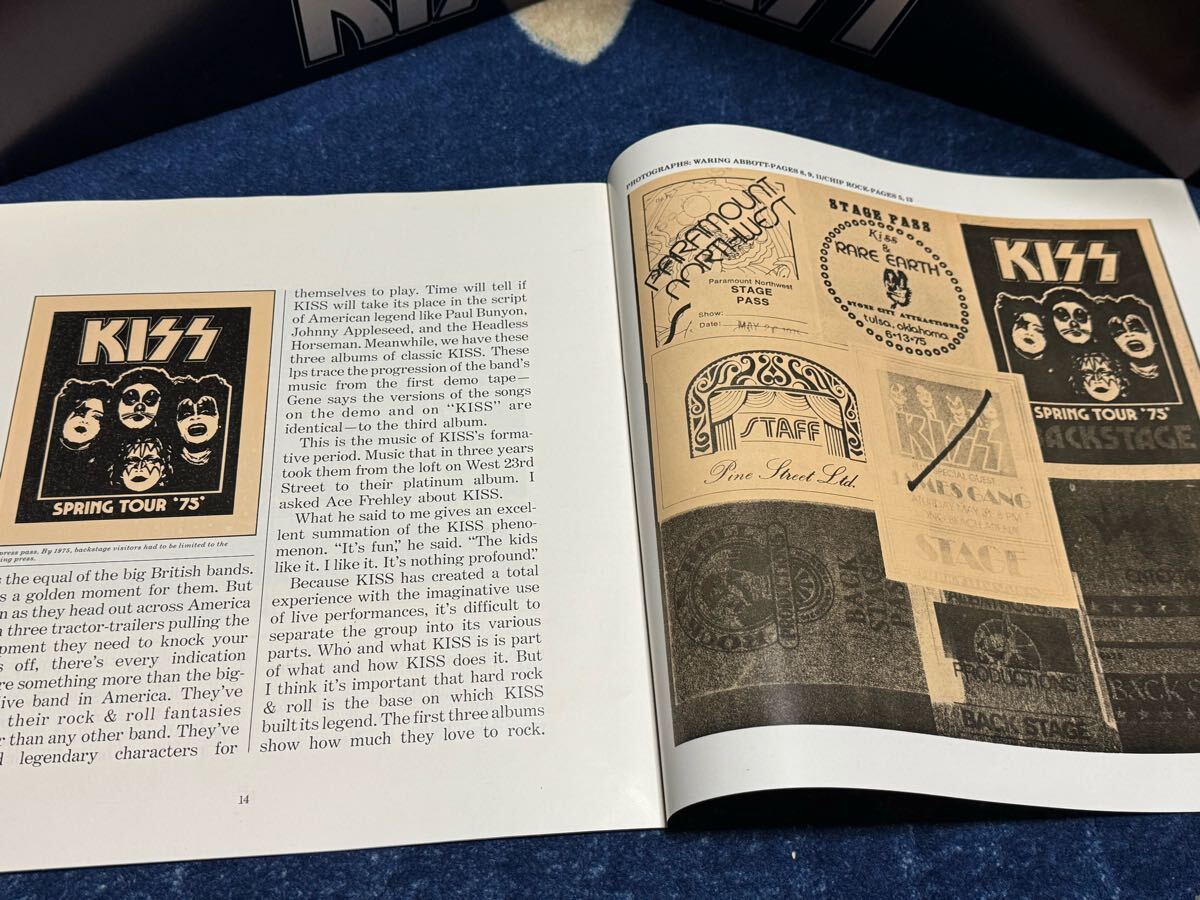 KISS
KISS
KISS
SPRING TOUR '75'
press pass. By 1975, backstage visitors had to be limited to the
press.
the equal of the big British bands.
a golden moment for them. But
as they head out across America
three tractor-trailers pulling the
they need to knock your
off, there's every indication
something more than the big-
band in America. They've
their rock & roll fantasies
than any other band. They've
legendary characters for
themselves to play. Time will tell if
KISS will take its place in the script
of American legend like Paul Bunyon,
Johnny Appleseed, and the Headless
Horseman. Meanwhile, we have these
three albums of classic KISS. These
lps trace the progression of the band's
music from the first demo tape—
Gene says the versions of the songs
on the demo and on "KISS" are
identical—to the third album.
This is the music of KISS's forma-
tive period. Music that in three years
took them from the loft on West 23rd
Street to their platinum album. I
asked Ace Frehley about KISS.
What he said to me gives an excel-
lent summation of the KISS pheno-
menon. "It's fun," he said. "The kids
like it. I like it. It's nothing profound."
Because KISS has created a total
experience with the imaginative use
of live performances, it's difficult to
separate the group into its various
parts. Who and what KISS is is part
of what and how KISS does it. But
I think it's important that hard rock
& roll is the base on which KISS
built its legend. The first three albums
show how much they love to rock.
14
PHOTOGRAPHS: WARING ABBOTT-PAGES 8, 9, 11/CHIP ROCK-PAGES 5, 13
PARAMOUNT
NORTHWEST
Paramount Northwest
STAGE
PASS
Show:
Date: MAY
STAGE PASS
Kiss
&
RARE EARTH
STONE CITY ATTRACTIONS
tulsa, oklahoma
6-13-75
KISS
SPRING TOUR '75'
BACKSTAGE
STAFF
Pine Street Ltd.
KISS
SPECIAL GUEST
JAMES GANG
STAGE
BACK
STAGE
PASS
PRODUCTIONS
BACK STAGE